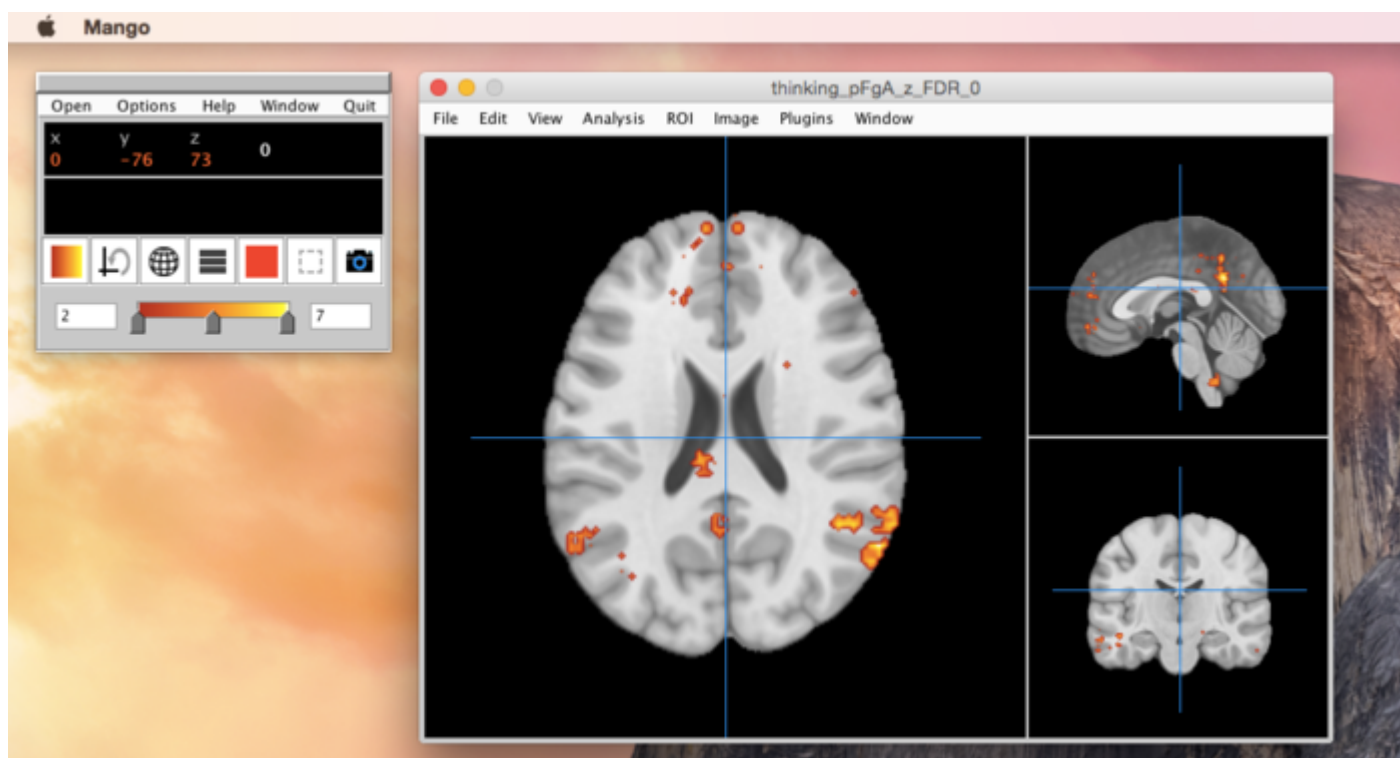 Mango
Open Options Help Window Quit
x y z
0 -76 73 0
2 7
thinking_pFgA_z_FDR_0
File Edit View Analysis ROI Image Plugins Window